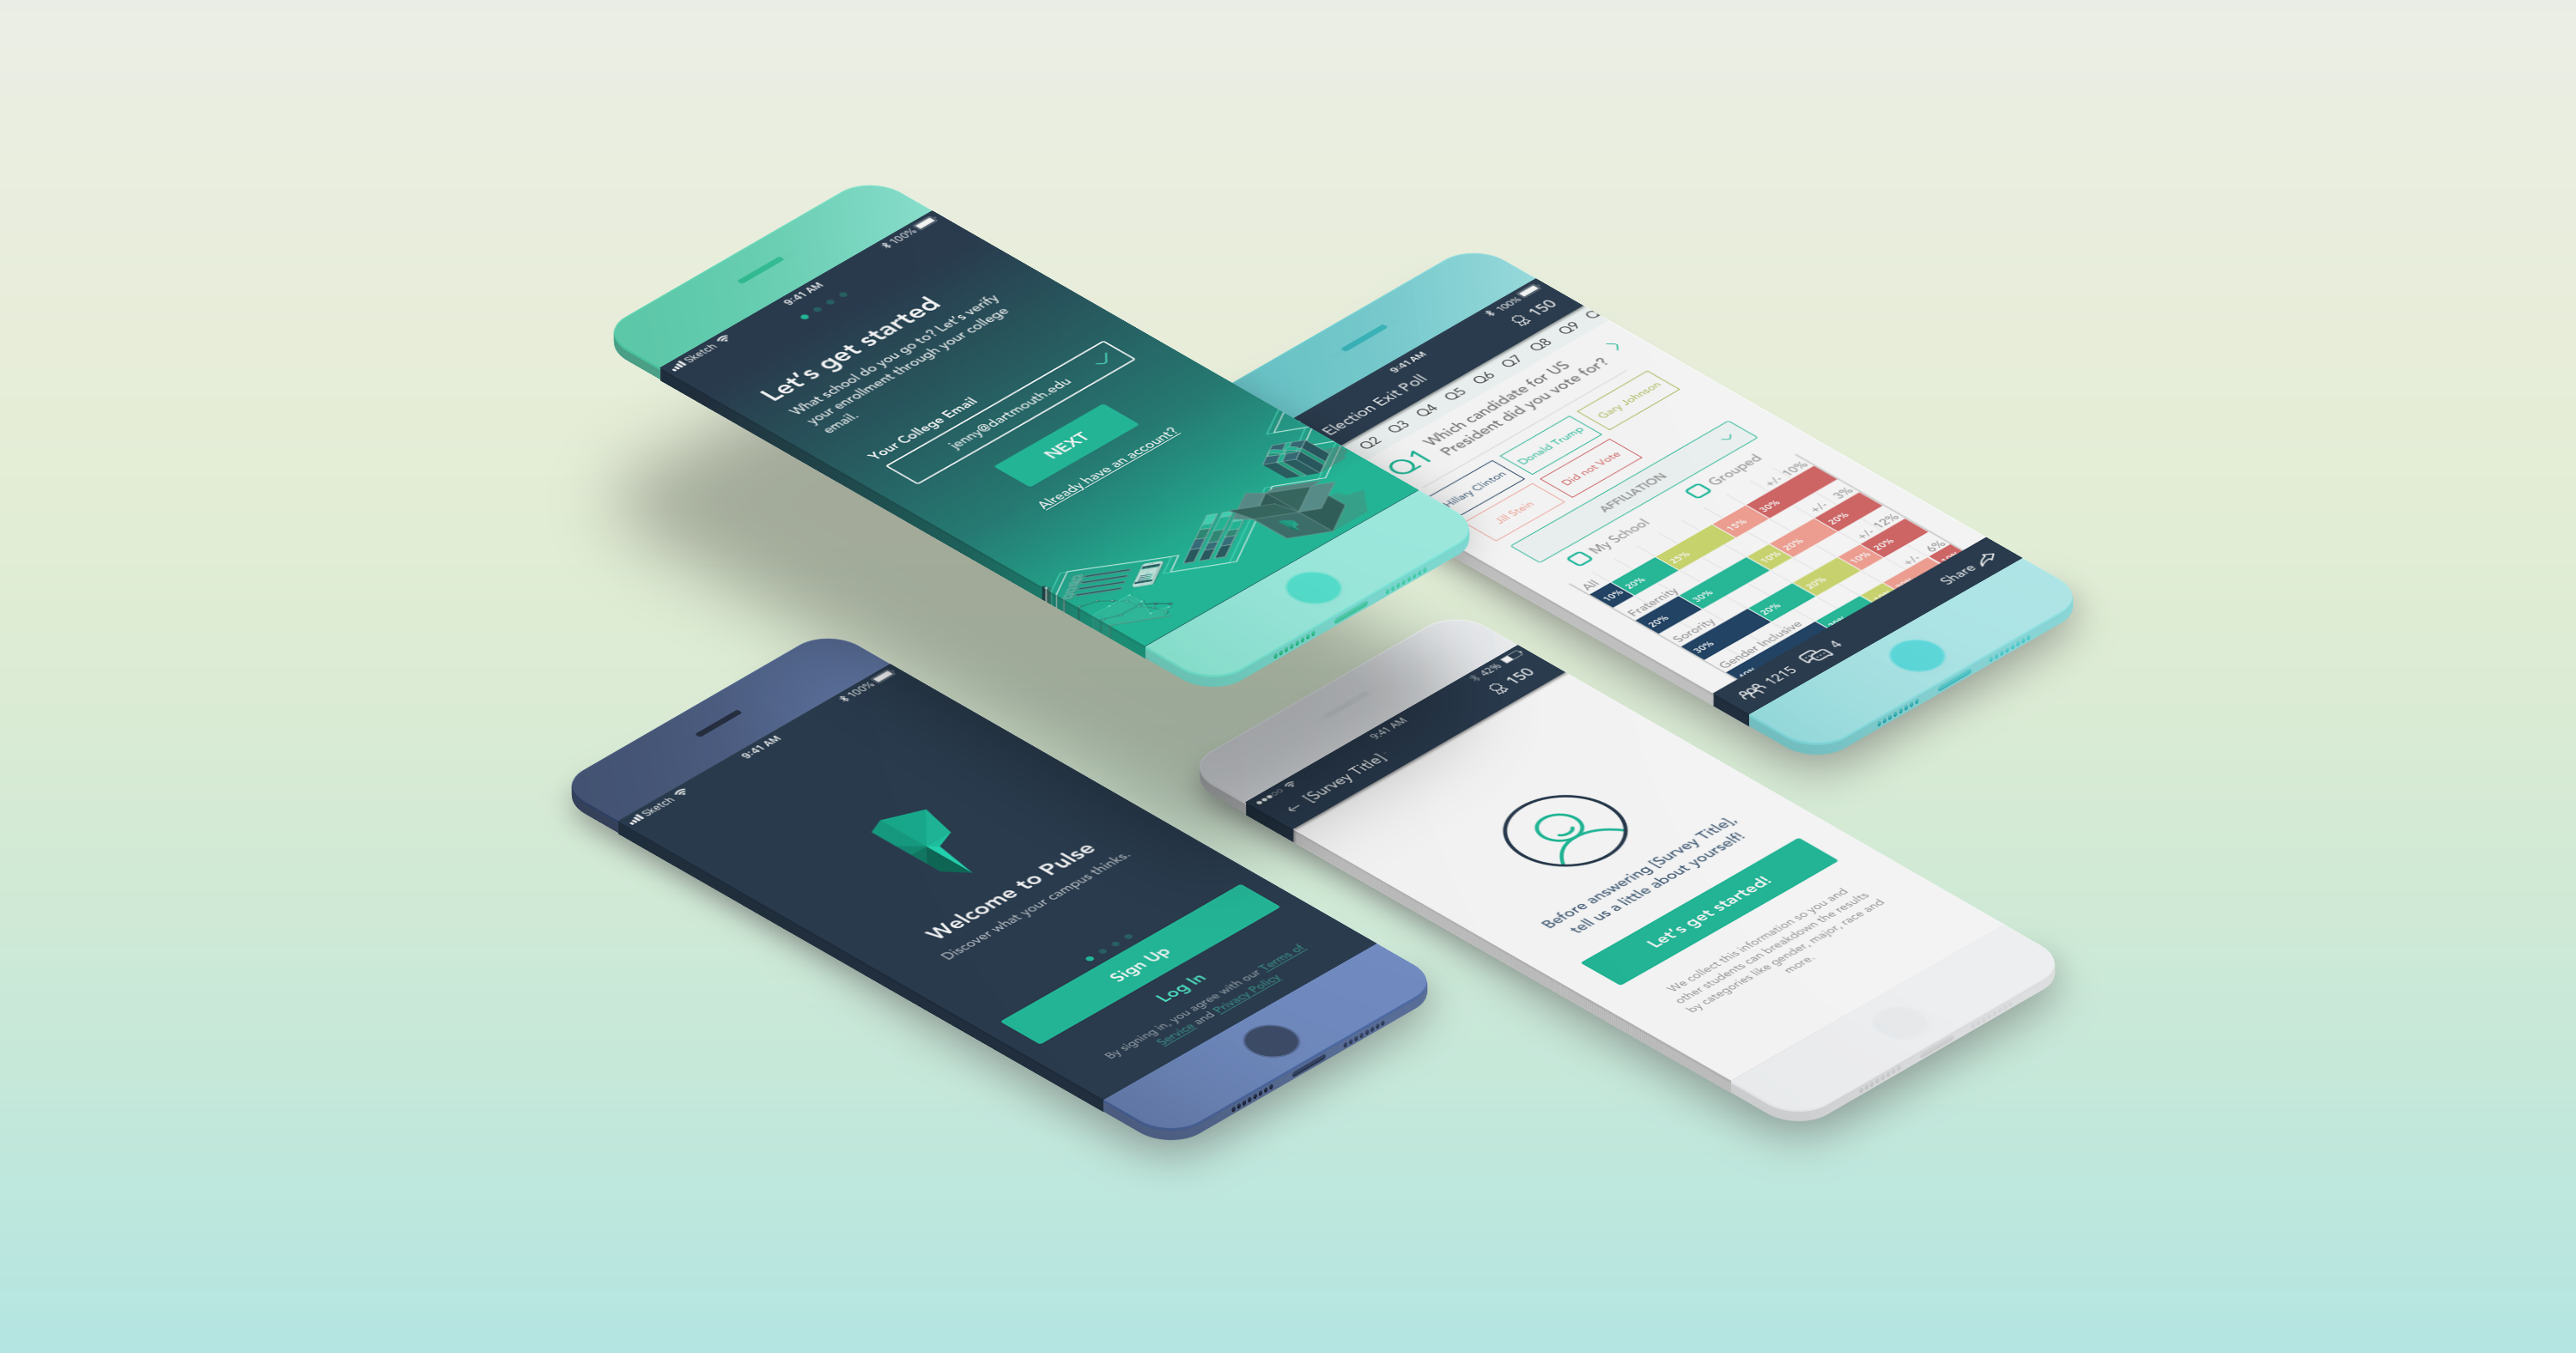 Sketch
9:41 AM
100%
Let's get started
What school do you go to? Let's verify
your enrollment through your college
email.
Your College Email
jenny@dartmouth.edu
NEXT
Already have an account?
9:41 AM
100%
Election Exit Poll
150
Q2 Q3 Q4 Q5 Q6 Q7 Q8 Q9
Q1
Which candidate for US
President did you vote for?
Hillary Clinton
Donald Trump
Gary Johnson
Jill Stein
Did not Vote
AFFILIATION
My School
Grouped
All
+/- 10%
10% 20% 25% 15% 30%
Fraternity
+/- 3%
20% 30% 10% 20% 20%
Sorority
+/- 12%
30% 20% 20% 10% 20%
Gender Inclusive
+/- 6%
1215
4
Share
Sketch
9:41 AM
100%
Welcome to Pulse
Discover what your campus thinks.
Sign Up
Log In
By signing in, you agree with our Terms of
Service and Privacy Policy
9:41 AM
42%
← [Survey Title]
150
Before answering [Survey Title],
tell us a little about yourself!
Let's get started!
We collect this information so you and
other students can breakdown the results
by categories like gender, major, race and
more.